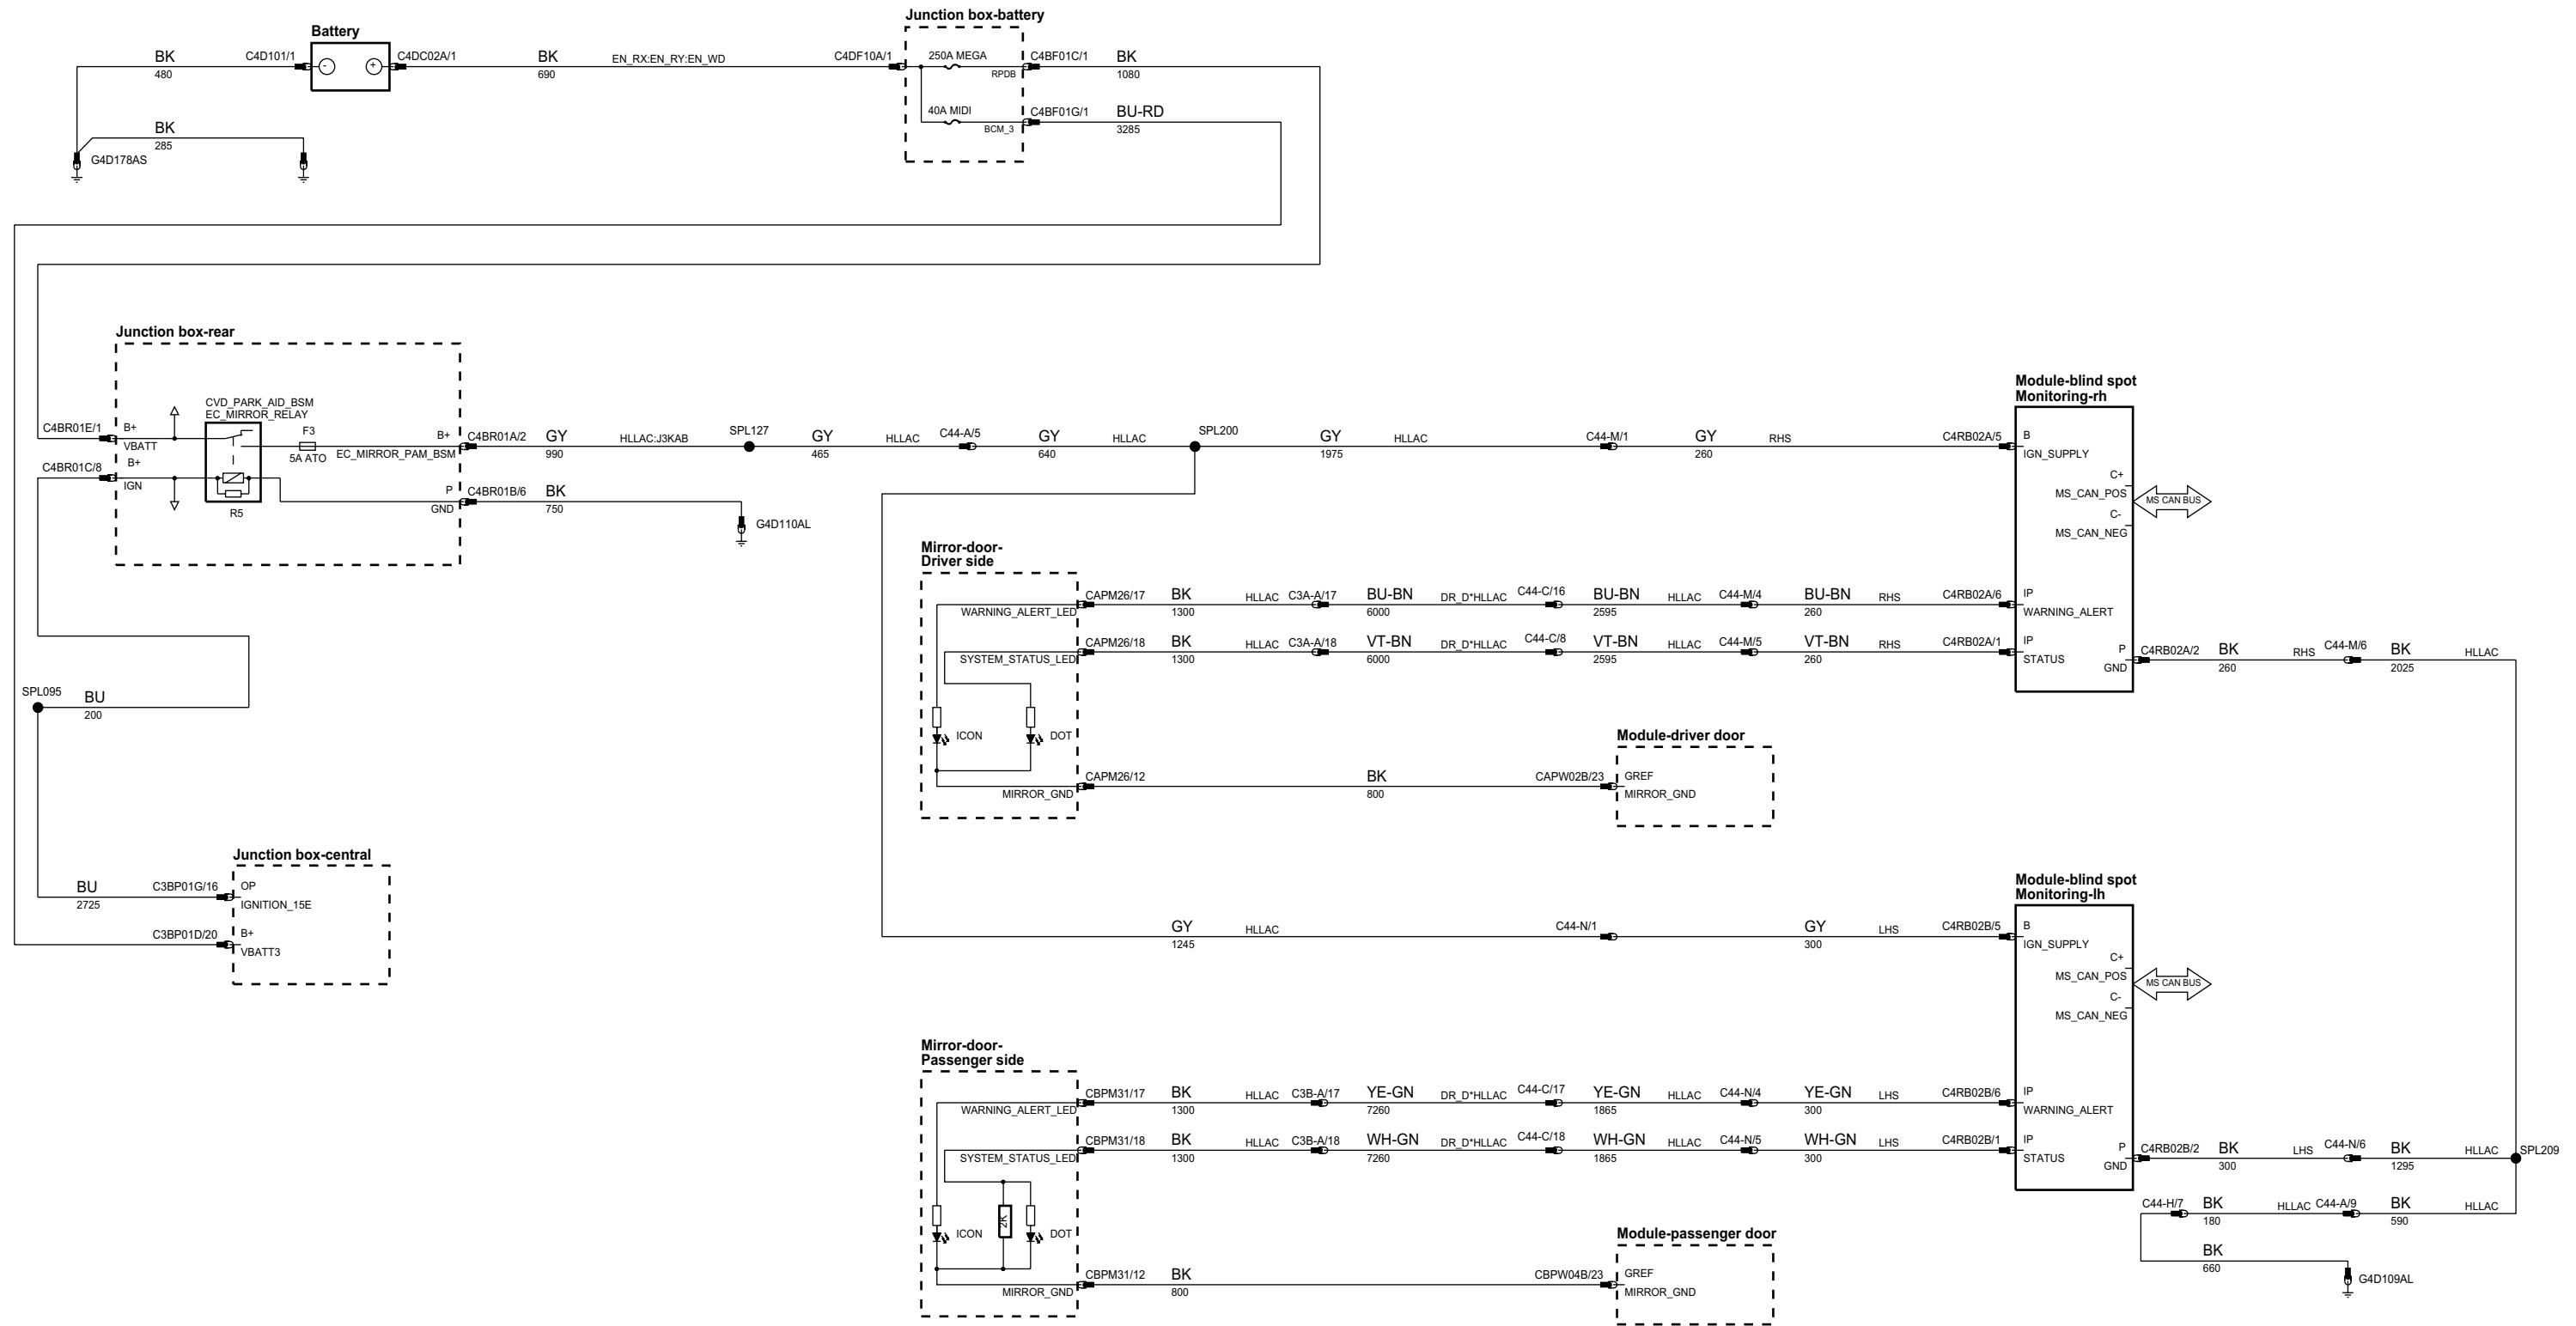 Junction box-battery
Battery
BK
480
C4D101/1
-
+
C4DC02A/1
BK
690
EN_RX:EN_RY:EN_WD
C4DF10A/1
250A MEGA
RPDB
C4BF01C/1
BK
1080
40A MIDI
BCM_3
C4BF01G/1
BU-RD
3285
BK
285
G4D178AS
Junction box-rear
CVD_PARK_AID_BSM
EC_MIRROR_RELAY
C4BR01E/1
B+
VBATT
F3
5A ATO
B+
EC_MIRROR_PAM_BSM
C4BR01A/2
GY
990
HLLAC:J3KAB
SPL127
GY
465
HLLAC
C44-A/5
GY
640
HLLAC
SPL200
GY
1975
HLLAC
C44-M/1
GY
260
RHS
C4RB02A/5
C4BR01C/8
B+
IGN
R5
P
GND
C4BR01B/6
BK
750
G4D110AL
Module-blind spot
Monitoring-rh
B
IGN_SUPPLY
C+
MS_CAN_POS
C-
MS_CAN_NEG
MS CAN BUS
IP
WARNING_ALERT
IP
STATUS
P
GND
C4RB02A/2
BK
260
RHS
C44-M/6
BK
2025
HLLAC
Mirror-door-
Driver side
WARNING_ALERT_LED
CAPM26/17
BK
1300
HLLAC
C3A-A/17
BU-BN
6000
DR_D*HLLAC
C44-C/16
BU-BN
2595
HLLAC
C44-M/4
BU-BN
260
RHS
C4RB02A/6
SYSTEM_STATUS_LED
CAPM26/18
BK
1300
HLLAC
C3A-A/18
VT-BN
6000
DR_D*HLLAC
C44-C/8
VT-BN
2595
HLLAC
C44-M/5
VT-BN
260
RHS
C4RB02A/1
ICON
DOT
MIRROR_GND
CAPM26/12
BK
800
CAPW02B/23
Module-driver door
GREF
MIRROR_GND
SPL095
BU
200
Junction box-central
BU
2725
C3BP01G/16
OP
IGNITION_15E
C3BP01D/20
B+
VBATT3
GY
1245
HLLAC
C44-N/1
GY
300
LHS
C4RB02B/5
Module-blind spot
Monitoring-lh
B
IGN_SUPPLY
C+
MS_CAN_POS
C-
MS_CAN_NEG
MS CAN BUS
IP
WARNING_ALERT
IP
STATUS
P
GND
C4RB02B/2
BK
300
LHS
C44-N/6
BK
1295
HLLAC
SPL209
C44-H/7
BK
180
HLLAC
C44-A/9
BK
590
HLLAC
BK
660
G4D109AL
Mirror-door-
Passenger side
WARNING_ALERT_LED
CBPM31/17
BK
1300
HLLAC
C3B-A/17
YE-GN
7260
DR_D*HLLAC
C44-C/17
YE-GN
1865
HLLAC
C44-N/4
YE-GN
300
LHS
C4RB02B/6
SYSTEM_STATUS_LED
CBPM31/18
BK
1300
HLLAC
C3B-A/18
WH-GN
7260
DR_D*HLLAC
C44-C/18
WH-GN
1865
HLLAC
C44-N/5
WH-GN
300
LHS
C4RB02B/1
ICON
2K
DOT
MIRROR_GND
CBPM31/12
BK
800
CBPW04B/23
Module-passenger door
GREF
MIRROR_GND